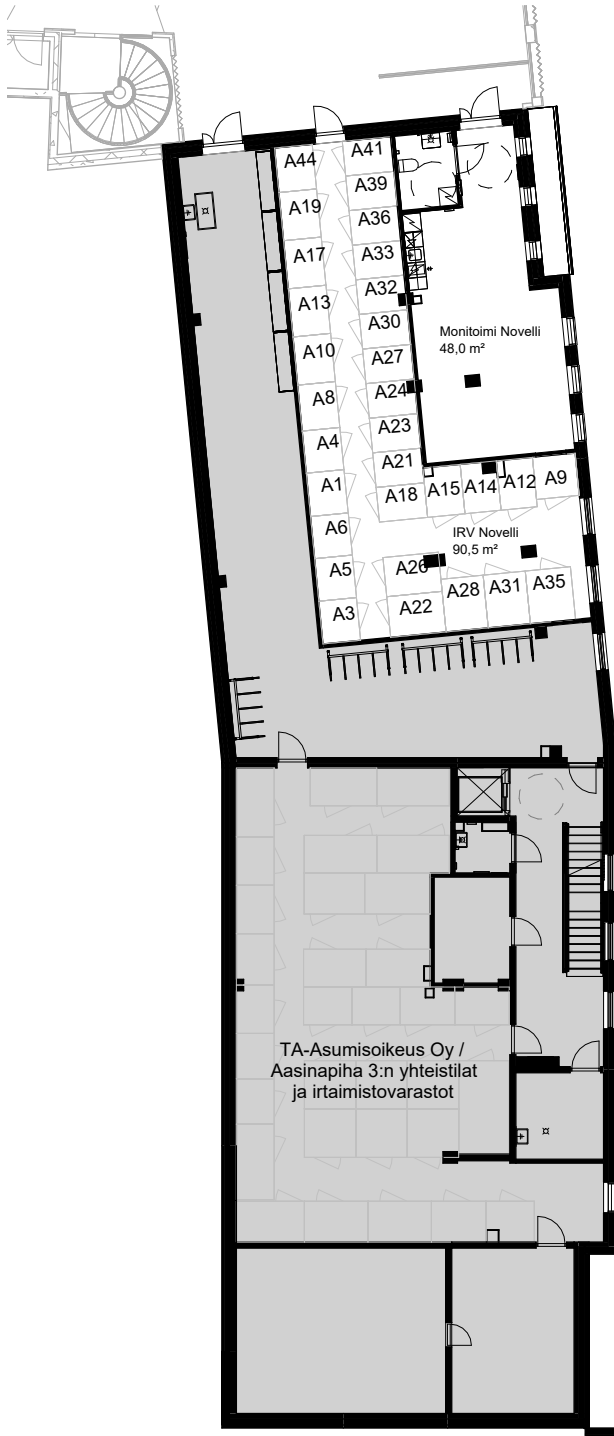 A44
A41
A39
A19
A36
A17
A33
A32
A13
A30
A10
A27
A8
A24
A23
A4
A21
A1
A18
A15
A14
A12
A9
A6
A5
A26
A3
A22
A28
A31
A35
Monitoimi Novelli
48,0 m²
IRV Novelli
90,5 m²
TA-Asumisoikeus Oy /
Aasinapiha 3:n yhteistilat
ja irtaimistovarastot